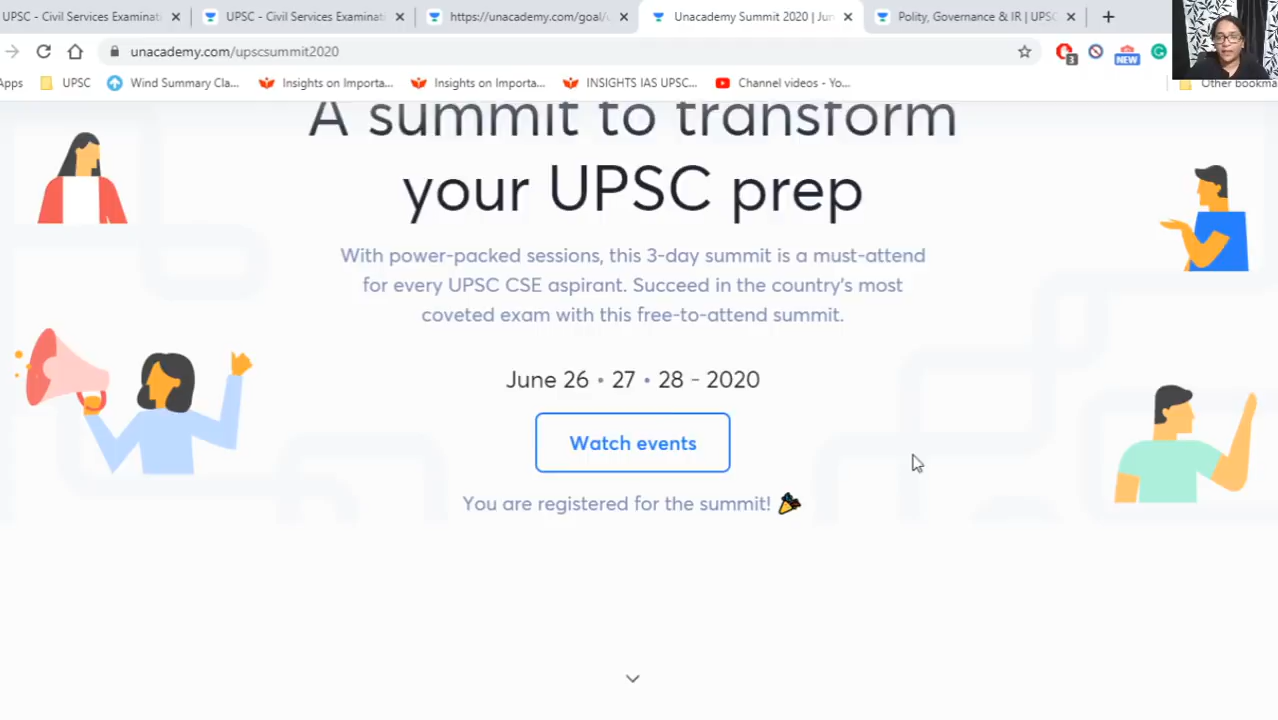 UPSC - Civil Services Examinati
UPSC - Civil Services Examinat
https://unacademy.com/goal/
Unacademy Summit 2020 | Jun
Polity, Governance & IR | UPSC
unacademy.com/upscsummit2020
3
NEW
Apps
UPSC
Wind Summary Cla...
Insights on Importa...
Insights on Importa...
INSIGHTS IAS UPSC...
Channel videos - Yo...
Other bookma
A summit to transform
your UPSC prep
With power-packed sessions, this 3-day summit is a must-attend
for every UPSC CSE aspirant. Succeed in the country's most
coveted exam with this free-to-attend summit.
June 26 • 27 • 28 - 2020
Watch events
You are registered for the summit!